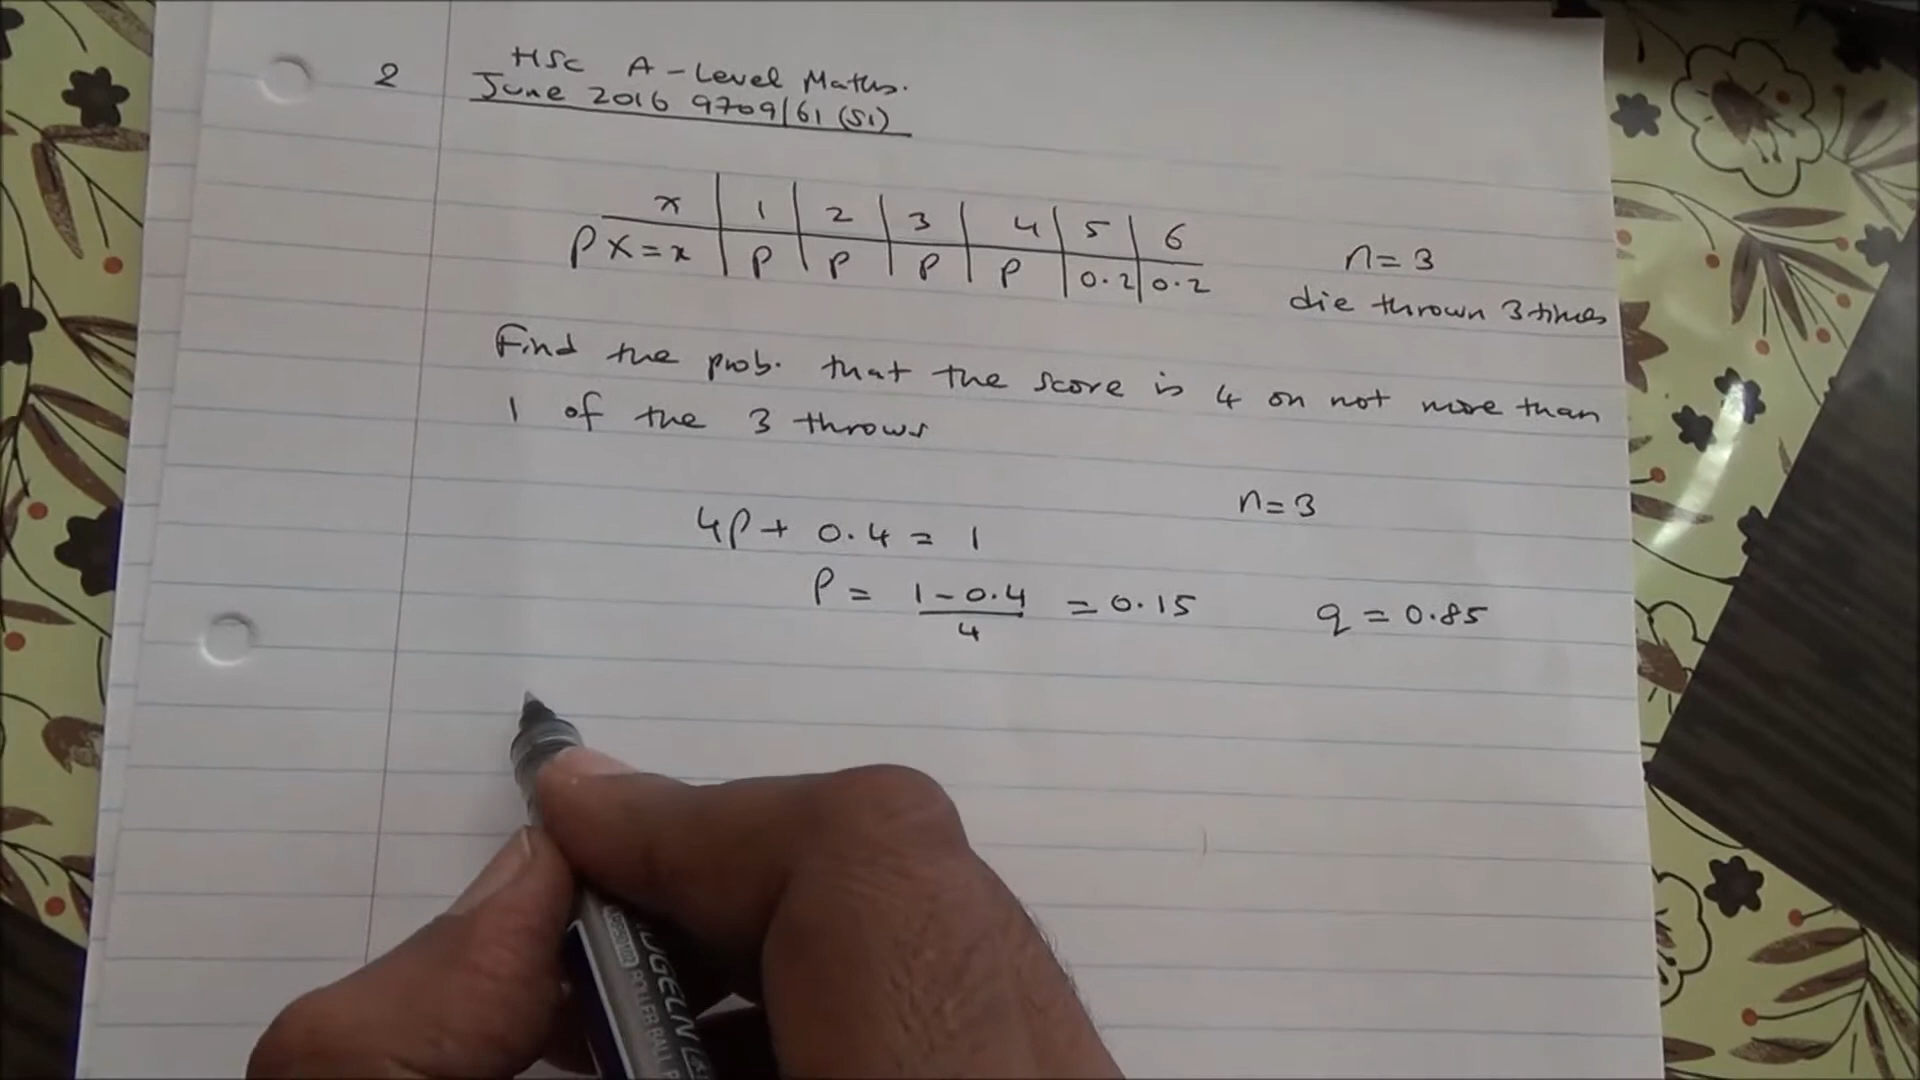 2 HSC A-Level Maths.
June 2016 9709/61 (S1)
x | 1 | 2 | 3 | 4 | 5 | 6
P X=x | P | P | P | P | 0.2 | 0.2
n=3
die thrown 3 times
Find the prob. that the score is 4 on not more than
1 of the 3 throws
n=3
4P + 0.4 = 1
P = 1-0.4/4 = 0.15
q = 0.85
ROLLER BALL